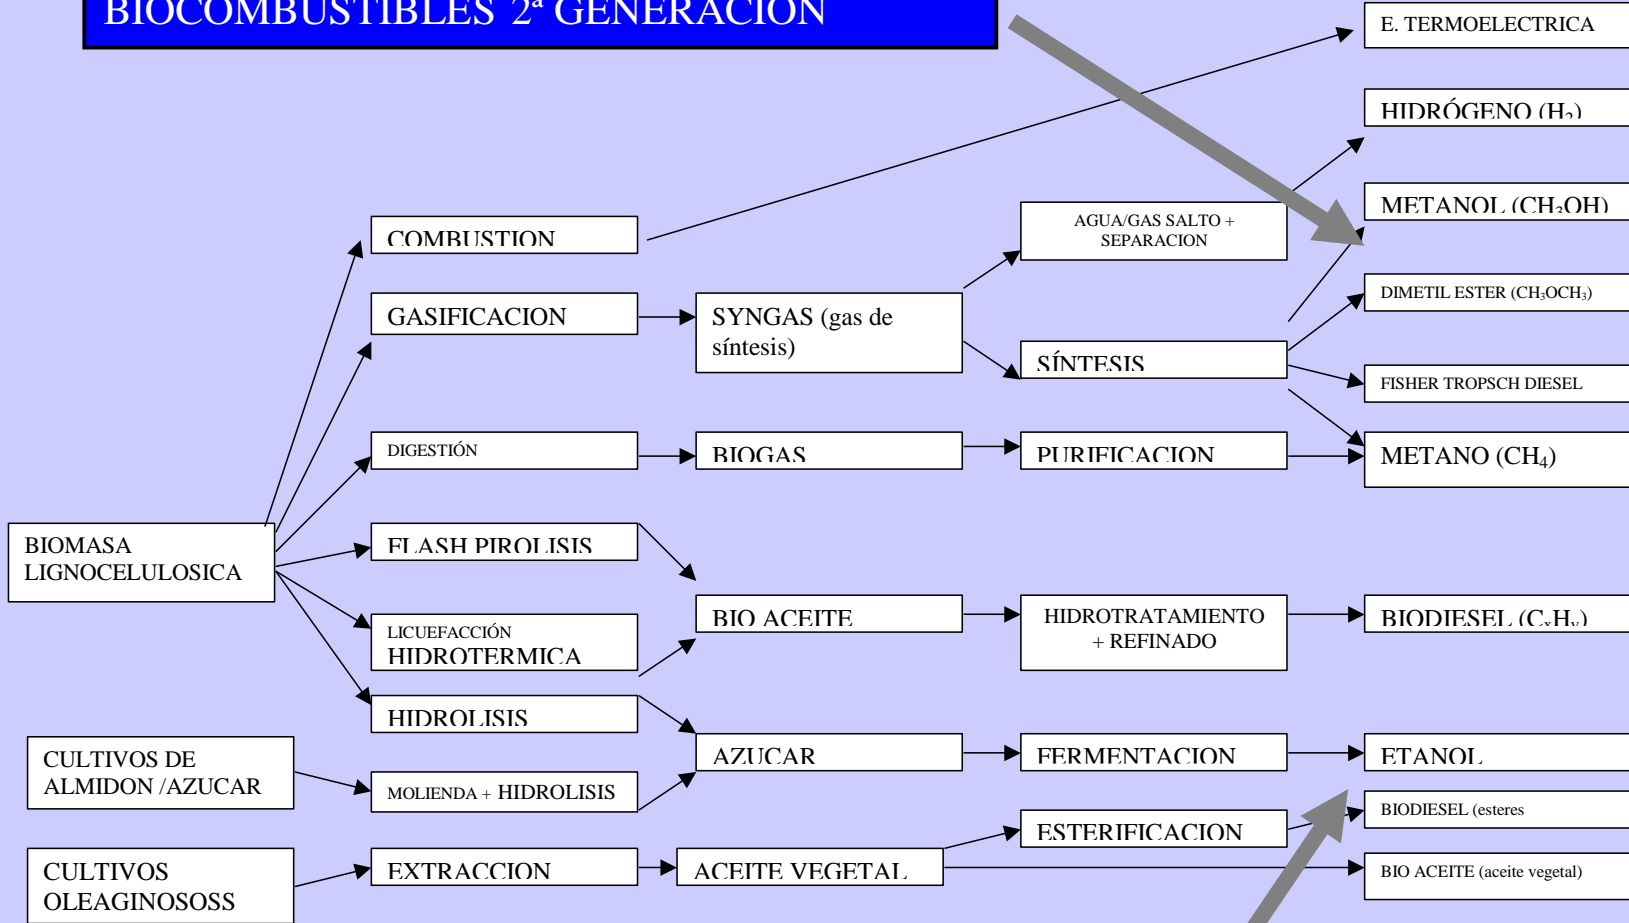 BIOCOMBUSTIBLES 2ª GENERACION
E. TERMOELECTRICA
HIDRÓGENO (H₂)
METANOL (CH₃OH)
COMBUSTION
AGUA/GAS SALTO +
SEPARACION
DIMETIL ESTER (CH₃OCH₃)
GASIFICACION
SYNGAS (gas de
síntesis)
SÍNTESIS
FISHER TROPSCH DIESEL
DIGESTIÓN
BIOGAS
PURIFICACION
METANO (CH₄)
BIOMASA
LIGNOCELULOSICA
FLASH PIROLISIS
LICUEFACCIÓN
HIDROTERMICA
BIO ACEITE
HIDROTRATAMIENTO
+ REFINADO
BIODIESEL (CₓHᵧ)
HIDROLISIS
CULTIVOS DE
ALMIDON /AZUCAR
MOLIENDA + HIDROLISIS
AZUCAR
FERMENTACION
ETANOL
BIODIESEL (esteres
ESTERIFICACION
CULTIVOS
OLEAGINOSOSS
EXTRACCION
ACEITE VEGETAL
BIO ACEITE (aceite vegetal)